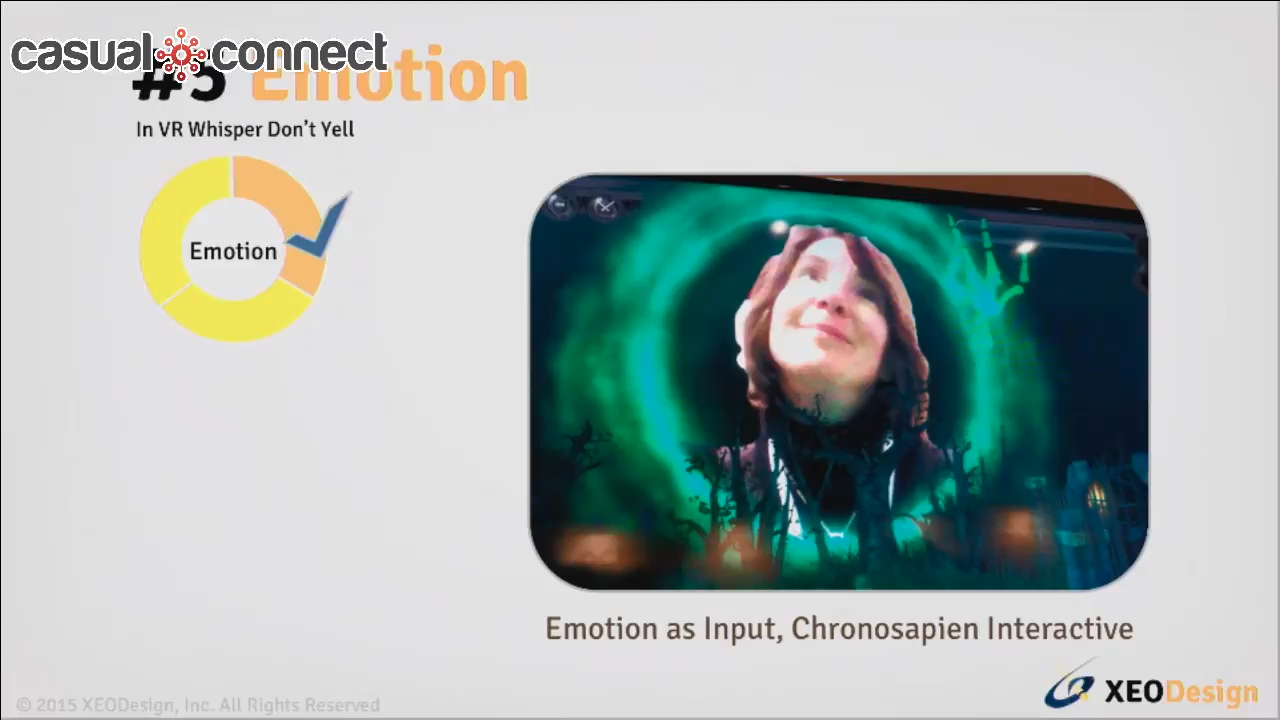 casual connect
#5 Emotion
In VR Whisper Don't Yell
Emotion
Emotion as Input, Chronosapien Interactive
XEODesign
© 2015 XEODesign, Inc. All Rights Reserved